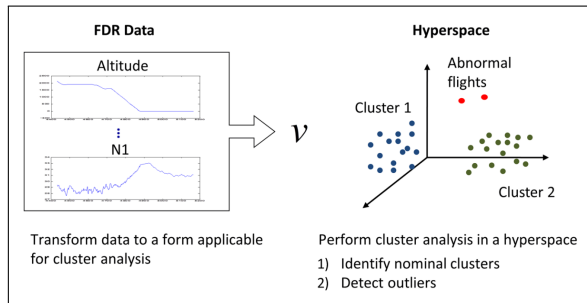 FDR Data
Altitude
N1
v
Transform data to a form applicable
for cluster analysis
Hyperspace
Abnormal
flights
Cluster 1
Cluster 2
Perform cluster analysis in a hyperspace
1) Identify nominal clusters
2) Detect outliers